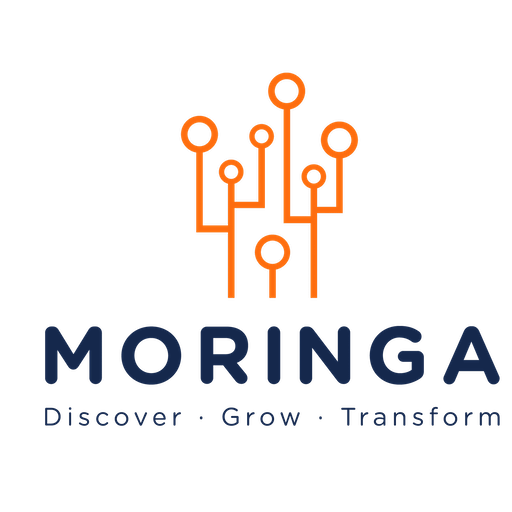 MORINGA
Discover · Grow · Transform